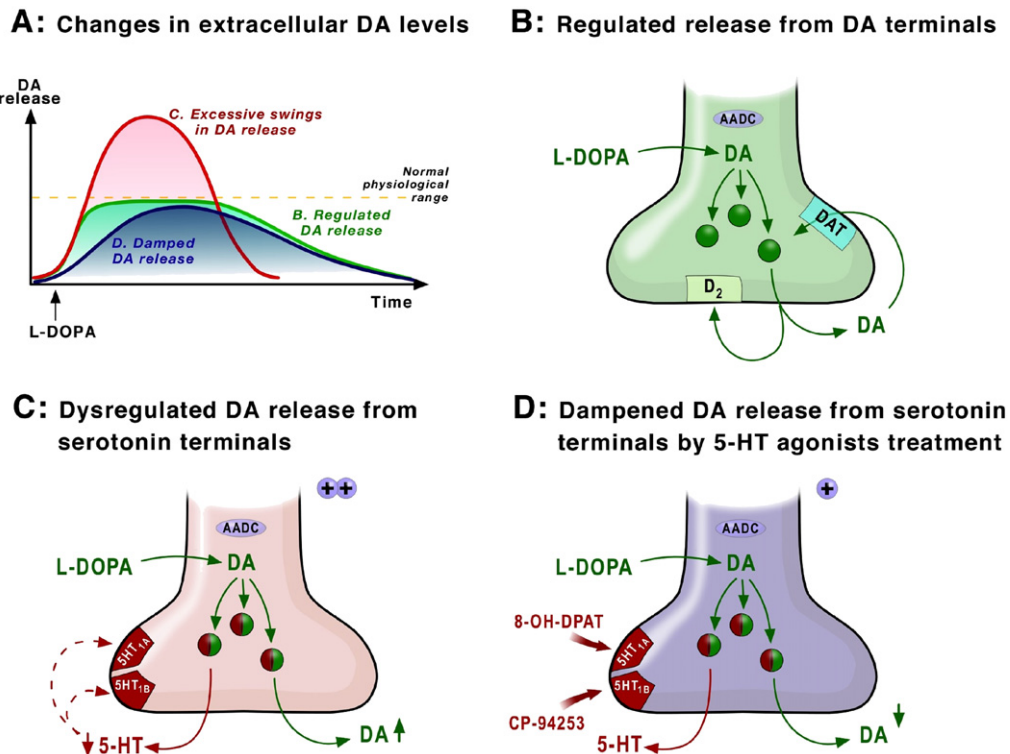 A: Changes in extracellular DA levels
DA
release
C. Excessive swings
in DA release
Normal
physiological
range
B. Regulated
DA release
D. Damped
DA release
Time
L-DOPA
B: Regulated release from DA terminals
AADC
L-DOPA
DA
DAT
D2
DA
C: Dysregulated DA release from
serotonin terminals
++
AADC
L-DOPA
DA
5HT1A
5HT1B
5-HT
DA
D: Dampened DA release from serotonin
terminals by 5-HT agonists treatment
+
AADC
L-DOPA
DA
8-OH-DPAT
5HT1A
5HT1B
CP-94253
5-HT
DA